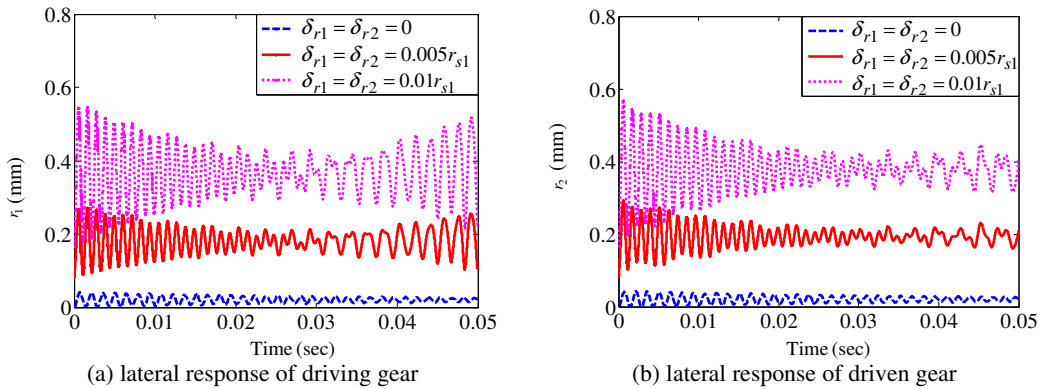 0.8
0.6
0.4
0.2
0
r₁ (mm)
δr1 = δr2 = 0
δr1 = δr2 = 0.005rs1
δr1 = δr2 = 0.01rs1
0 0.01 0.02 0.03 0.04 0.05
Time (sec)
(a) lateral response of driving gear
0.8
0.6
0.4
0.2
0
r₂ (mm)
δr1 = δr2 = 0
δr1 = δr2 = 0.005rs1
δr1 = δr2 = 0.01rs1
0 0.01 0.02 0.03 0.04 0.05
Time (sec)
(b) lateral response of driven gear